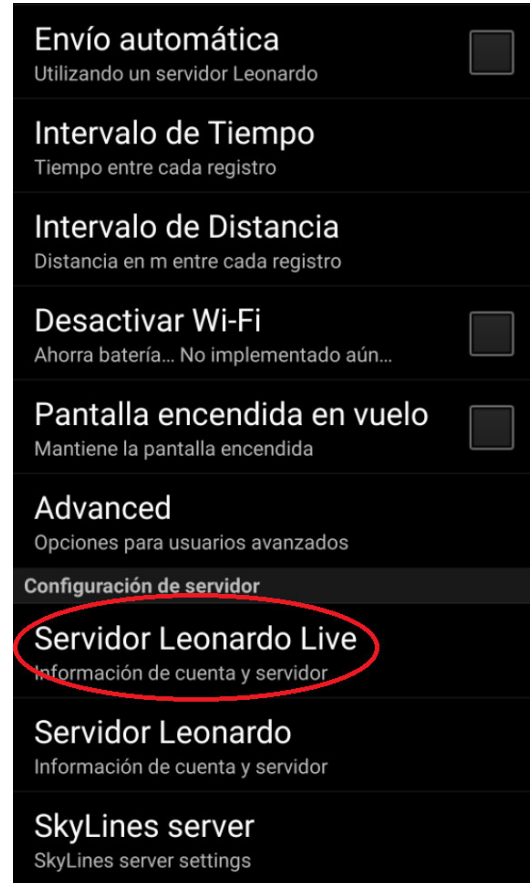 Envío automática
Utilizando un servidor Leonardo
Intervalo de Tiempo
Tiempo entre cada registro
Intervalo de Distancia
Distancia en m entre cada registro
Desactivar Wi-Fi
Ahorra batería... No implementado aún...
Pantalla encendida en vuelo
Mantiene la pantalla encendida
Advanced
Opciones para usuarios avanzados
Configuración de servidor
Servidor Leonardo Live
Información de cuenta y servidor
Servidor Leonardo
Información de cuenta y servidor
SkyLines server
SkyLines server settings